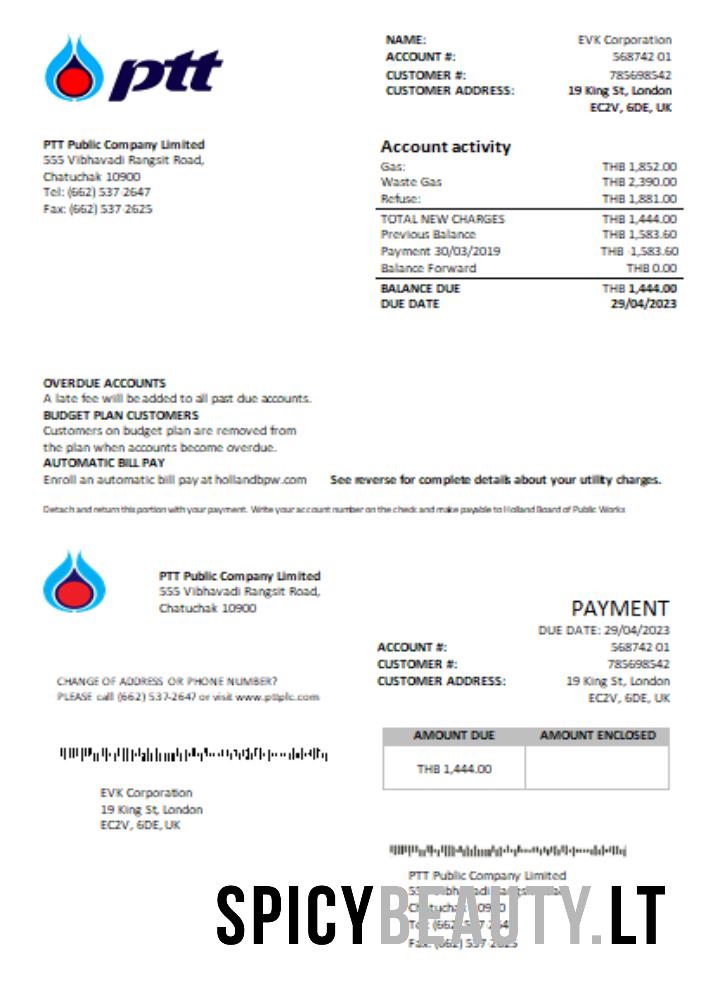 ptt
NAME: EVK Corporation
ACCOUNT #: 568742 01
CUSTOMER #: 785698542
CUSTOMER ADDRESS: 19 King St, London
EC2V, 6DE, UK
PTT Public Company Limited
555 Vibhavadi Rangsit Road,
Chatuchak 10900
Tel: (662) 537 2647
Fax: (662) 537 2625
Account activity
Gas: THB 1,852.00
Waste Gas THB 2,390.00
Refuse: THB 1,881.00
TOTAL NEW CHARGES THB 1,444.00
Previous Balance THB 1,583.60
Payment 30/03/2019 THB -1,583.60
Balance Forward THB 0.00
BALANCE DUE THB 1,444.00
DUE DATE 29/04/2023
OVERDUE ACCOUNTS
A late fee will be added to all past due accounts.
BUDGET PLAN CUSTOMERS
Customers on budget plan are removed from
the plan when accounts become overdue.
AUTOMATIC BILL PAY
Enroll an automatic bill pay at hollandbpw.com See reverse for complete details about your utility charges.
Detach and return this portion with your payment. Write your account number on the check and make payable to Holland Board of Public Works
PTT Public Company Limited
555 Vibhavadi Rangsit Road,
Chatuchak 10900
PAYMENT
DUE DATE: 29/04/2023
ACCOUNT #: 568742 01
CUSTOMER #: 785698542
CUSTOMER ADDRESS: 19 King St, London
EC2V, 6DE, UK
CHANGE OF ADDRESS OR PHONE NUMBER?
PLEASE call (662) 537-2647 or visit www.pttplc.com
AMOUNT DUE AMOUNT ENCLOSED
THB 1,444.00
EVK Corporation
19 King St, London
EC2V, 6DE, UK
PTT Public Company Limited
Fax: (662) 537 2625
SPICYBEAUTY.LT